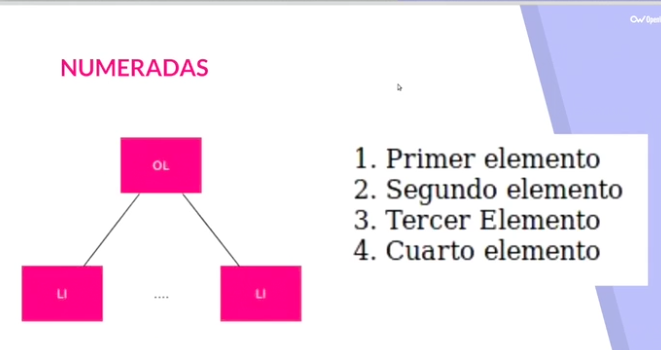 NUMERADAS
OL
LI
....
LI
1. Primer elemento
2. Segundo elemento
3. Tercer Elemento
4. Cuarto elemento